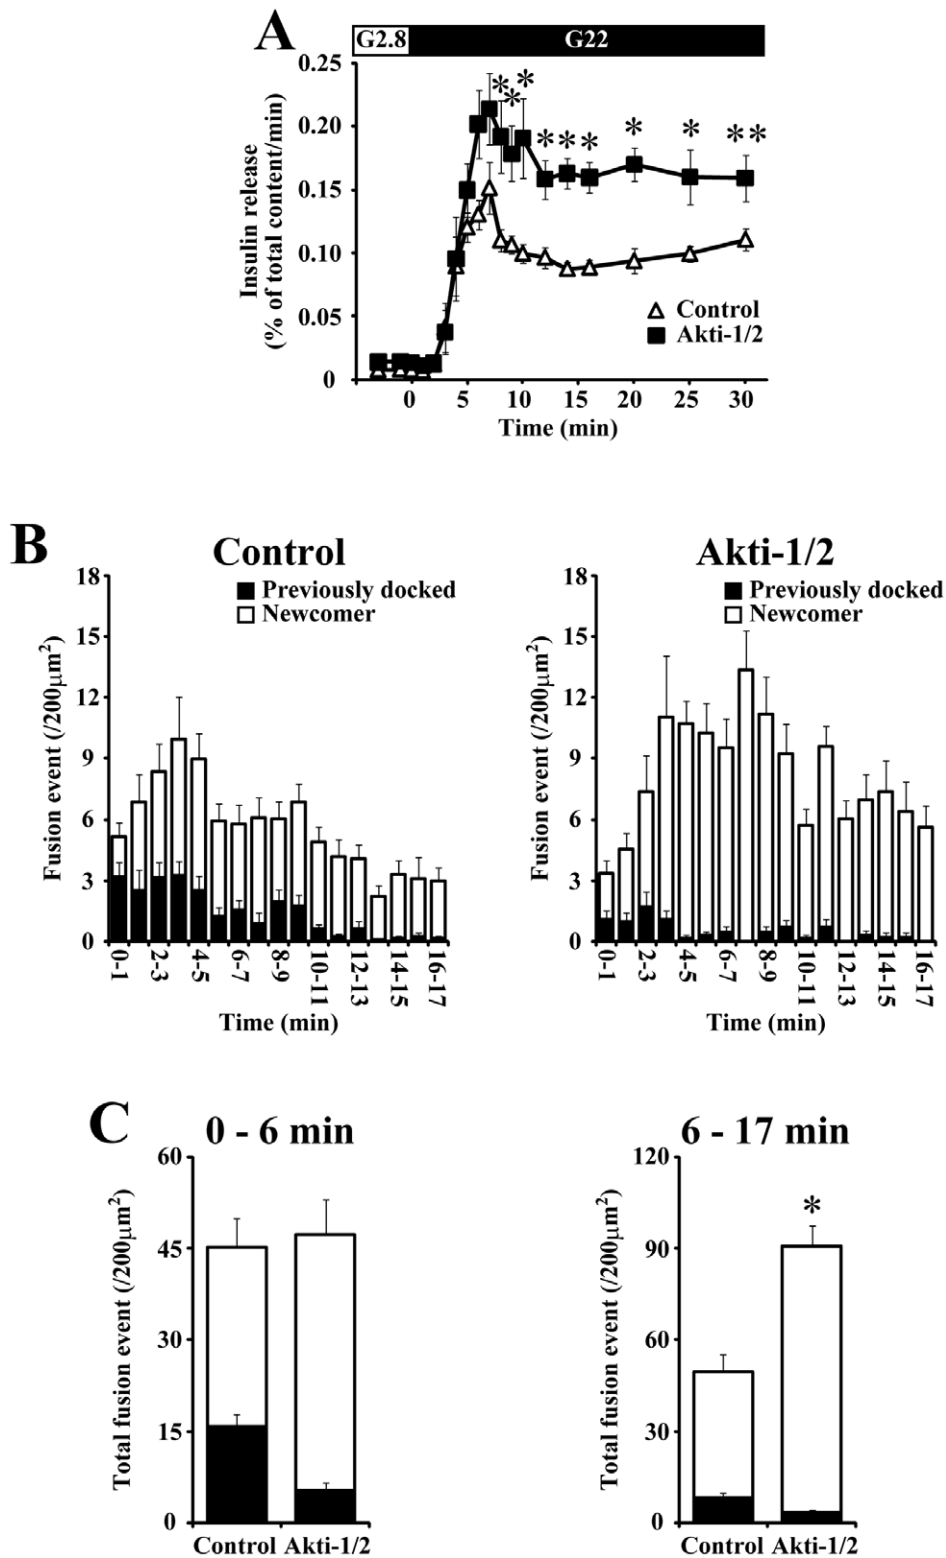 A
G2.8 G22
0.25
0.20
0.15
0.10
0.05
0
Insulin release
(% of total content/min)
* * * * * * * * **
Control
Akti-1/2
0 5 10 15 20 25 30
Time (min)
B
Control
Previously docked
Newcomer
18
15
12
9
6
3
0
Fusion event (/200μm²)
0-1 2-3 4-5 6-7 8-9 10-11 12-13 14-15 16-17
Time (min)
Akti-1/2
Previously docked
Newcomer
18
15
12
9
6
3
0
Fusion event (/200μm²)
0-1 2-3 4-5 6-7 8-9 10-11 12-13 14-15 16-17
Time (min)
C
0 - 6 min
60
45
30
15
0
Total fusion event (/200μm²)
Control Akti-1/2
6 - 17 min
120
90
60
30
0
Total fusion event (/200μm²)
*
Control Akti-1/2